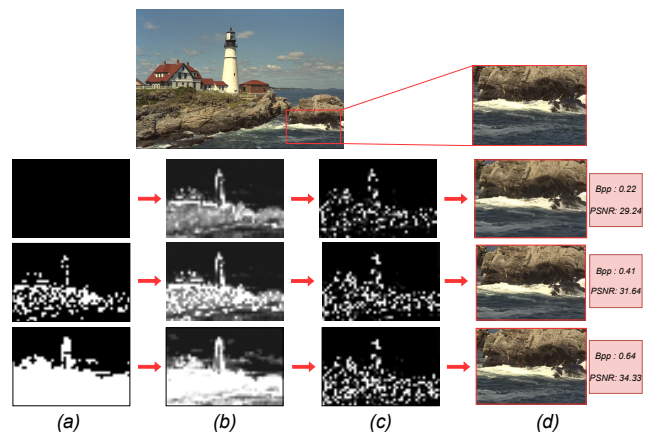 Bpp : 0.22
PSNR: 29.24
Bpp : 0.41
PSNR: 31.64
Bpp : 0.64
PSNR: 34.33
(a) (b) (c) (d)